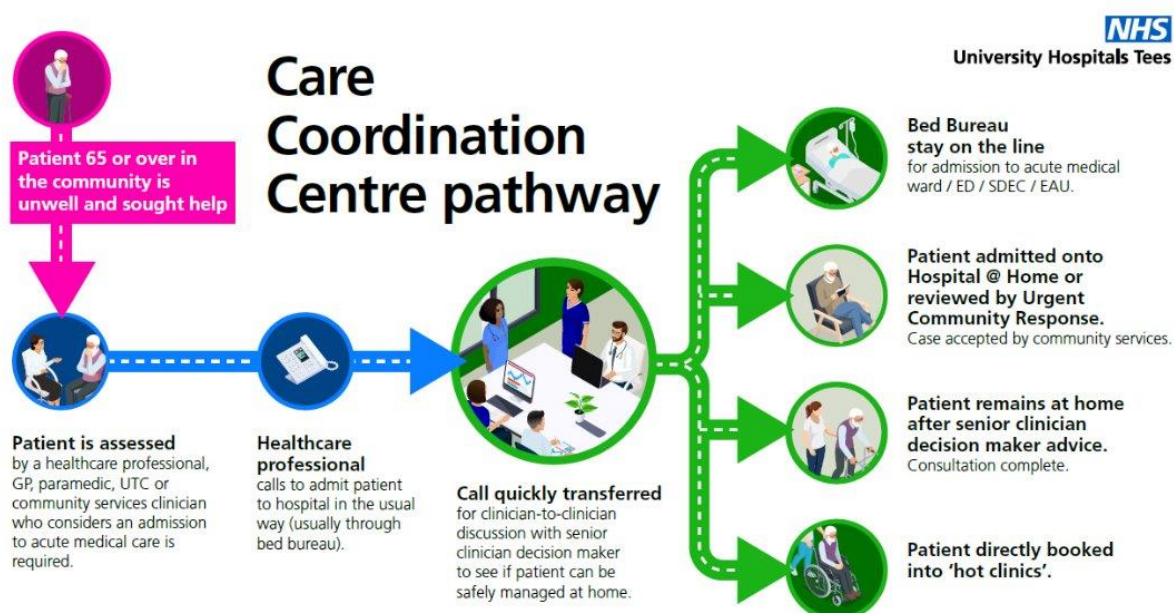 NHS
University Hospitals Tees
Care
Coordination
Centre pathway
Patient 65 or over in
the community is
unwell and sought help
Patient is assessed
by a healthcare professional,
GP, paramedic, UTC or
community services clinician
who considers an admission
to acute medical care is
required.
Healthcare
professional
calls to admit patient
to hospital in the usual
way (usually through
bed bureau).
Call quickly transferred
for clinician-to-clinician
discussion with senior
clinician decision maker
to see if patient can be
safely managed at home.
Bed Bureau
stay on the line
for admission to acute medical
ward / ED / SDEC / EAU.
Patient admitted onto
Hospital @ Home or
reviewed by Urgent
Community Response.
Case accepted by community services.
Patient remains at home
after senior clinician
decision maker advice.
Consultation complete.
Patient directly booked
into ‘hot clinics’.